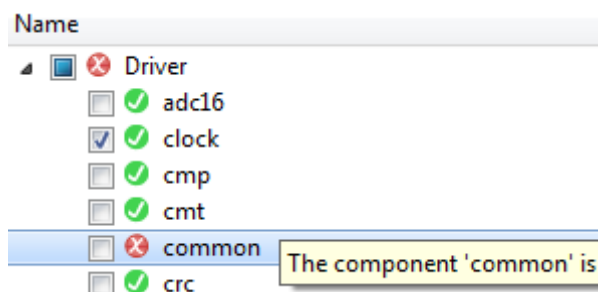 Name
Driver
adc16
clock
cmp
cmt
common
The component 'common' is
crc